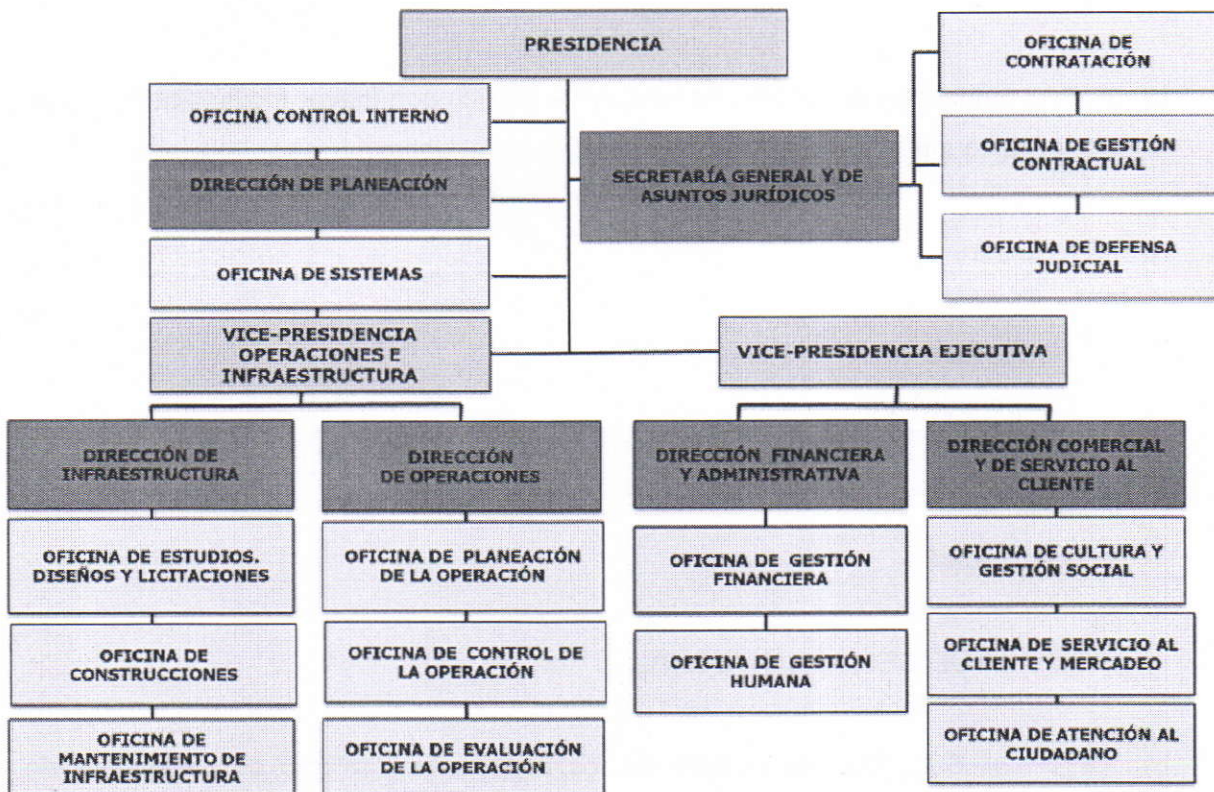 PRESIDENCIA
OFICINA CONTROL INTERNO
DIRECCIÓN DE PLANEACIÓN
OFICINA DE SISTEMAS
SECRETARÍA GENERAL Y DE
ASUNTOS JURÍDICOS
OFICINA DE
CONTRATACIÓN
OFICINA DE GESTIÓN
CONTRACTUAL
OFICINA DE DEFENSA
JUDICIAL
VICE-PRESIDENCIA
OPERACIONES E
INFRAESTRUCTURA
VICE-PRESIDENCIA EJECUTIVA
DIRECCIÓN DE
INFRAESTRUCTURA
OFICINA DE ESTUDIOS.
DISEÑOS Y LICITACIONES
OFICINA DE
CONSTRUCCIONES
OFICINA DE
MANTENIMIENTO DE
INFRAESTRUCTURA
DIRECCIÓN
DE OPERACIONES
OFICINA DE PLANEACIÓN
DE LA OPERACIÓN
OFICINA DE CONTROL DE
LA OPERACIÓN
OFICINA DE EVALUACIÓN
DE LA OPERACIÓN
DIRECCIÓN FINANCIERA
Y ADMINISTRATIVA
OFICINA DE GESTIÓN
FINANCIERA
OFICINA DE GESTIÓN
HUMANA
DIRECCIÓN COMERCIAL
Y DE SERVICIO AL
CLIENTE
OFICINA DE CULTURA Y
GESTIÓN SOCIAL
OFICINA DE SERVICIO AL
CLIENTE Y MERCADEO
OFICINA DE ATENCIÓN AL
CIUDADANO